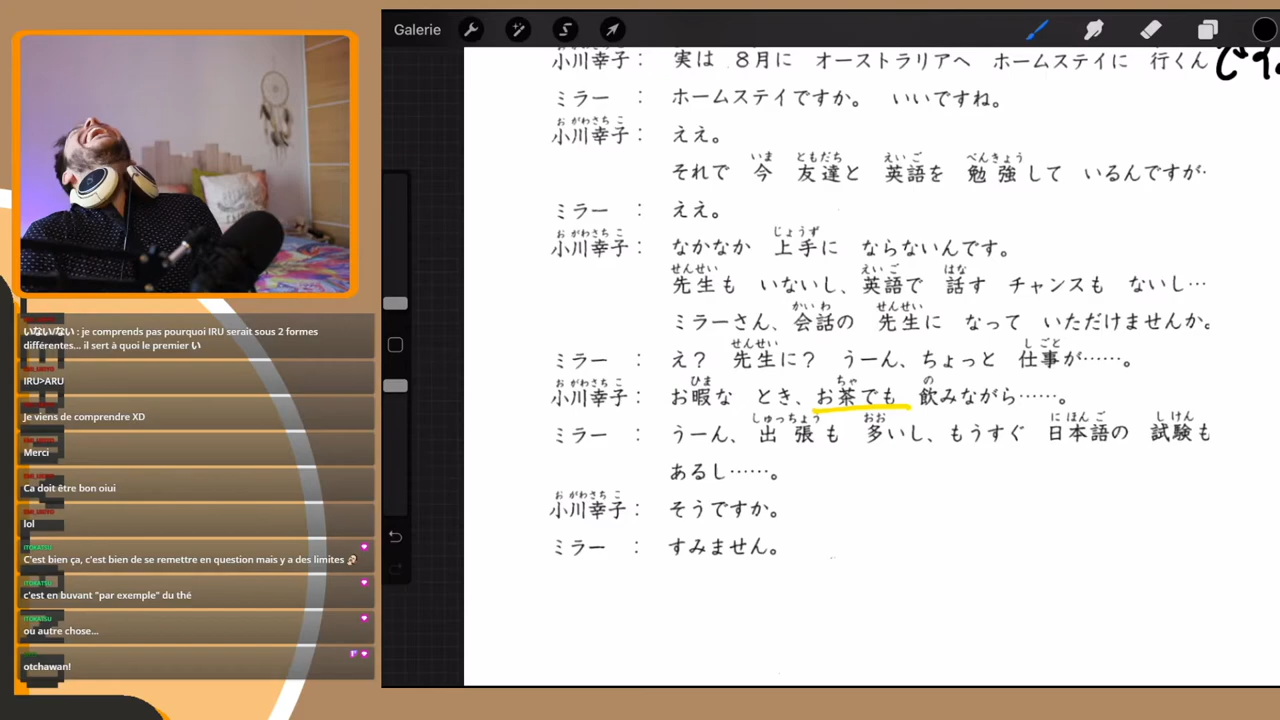 Galerie
小川幸子： 実は 8月に オーストラリアへ ホームステイに 行くん
ミラー ： ホームステイですか。 いいですね。
小川幸子： ええ。
それで 今 友達と 英語を 勉強して いるんですが…
ミラー ： ええ。
小川幸子： なかなか 上手に ならないんです。
先生も いないし、英語で 話す チャンスも ないし…
ミラーさん、会話の 先生に なって いただけませんか。
ミラー ： え？ 先生に？ うーん、ちょっと 仕事が……。
小川幸子： お暇な とき、お茶でも 飲みながら……。
ミラー ： うーん、 出張も 多いし、もうすぐ 日本語の 試験も
あるし……。
小川幸子： そうですか。
ミラー ： すみません。
いない/ない : je comprends pas pourquoi IRU serait sous 2 formes
différentes... il sert à quoi le premier い
IRU>ARU
Je viens de comprendre XD
Merci
Ca doit être bon oiui
lol
ITOKATSU
C'est bien ça, c'est bien de se remettre en question mais y a des limites
ITOKATSU
c'est en buvant "par exemple" du thé
ITOKATSU
ou autre chose...
otchawan!